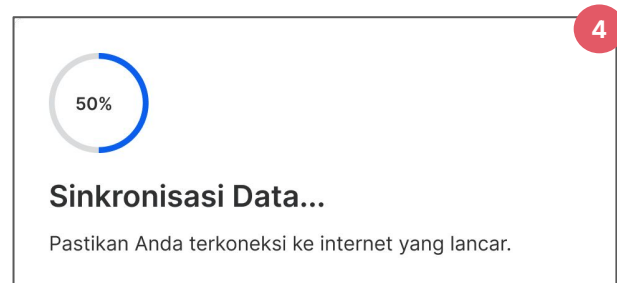 4
50%
Sinkronisasi Data...
Pastikan Anda terkoneksi ke internet yang lancar.